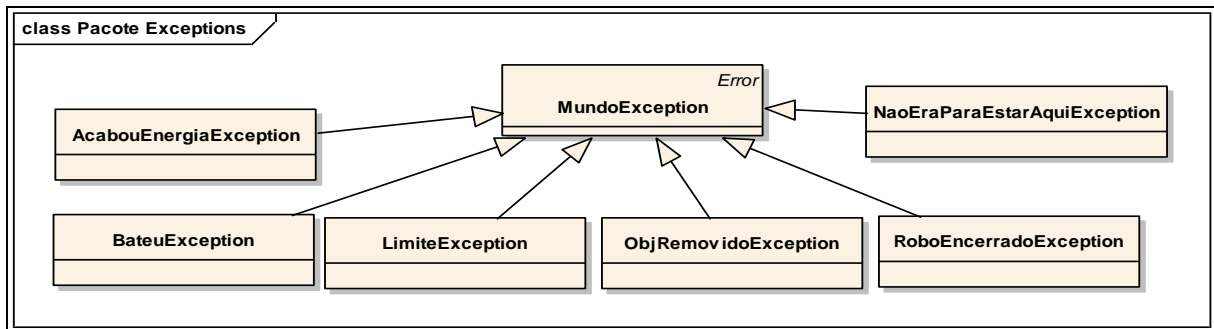 class Pacote Exceptions
Error
MundoException
NaoEraParaEstarAquiException
AcabouEnergiaException
BateuException
LimiteException
ObjRemovidoException
RoboEncerradoException